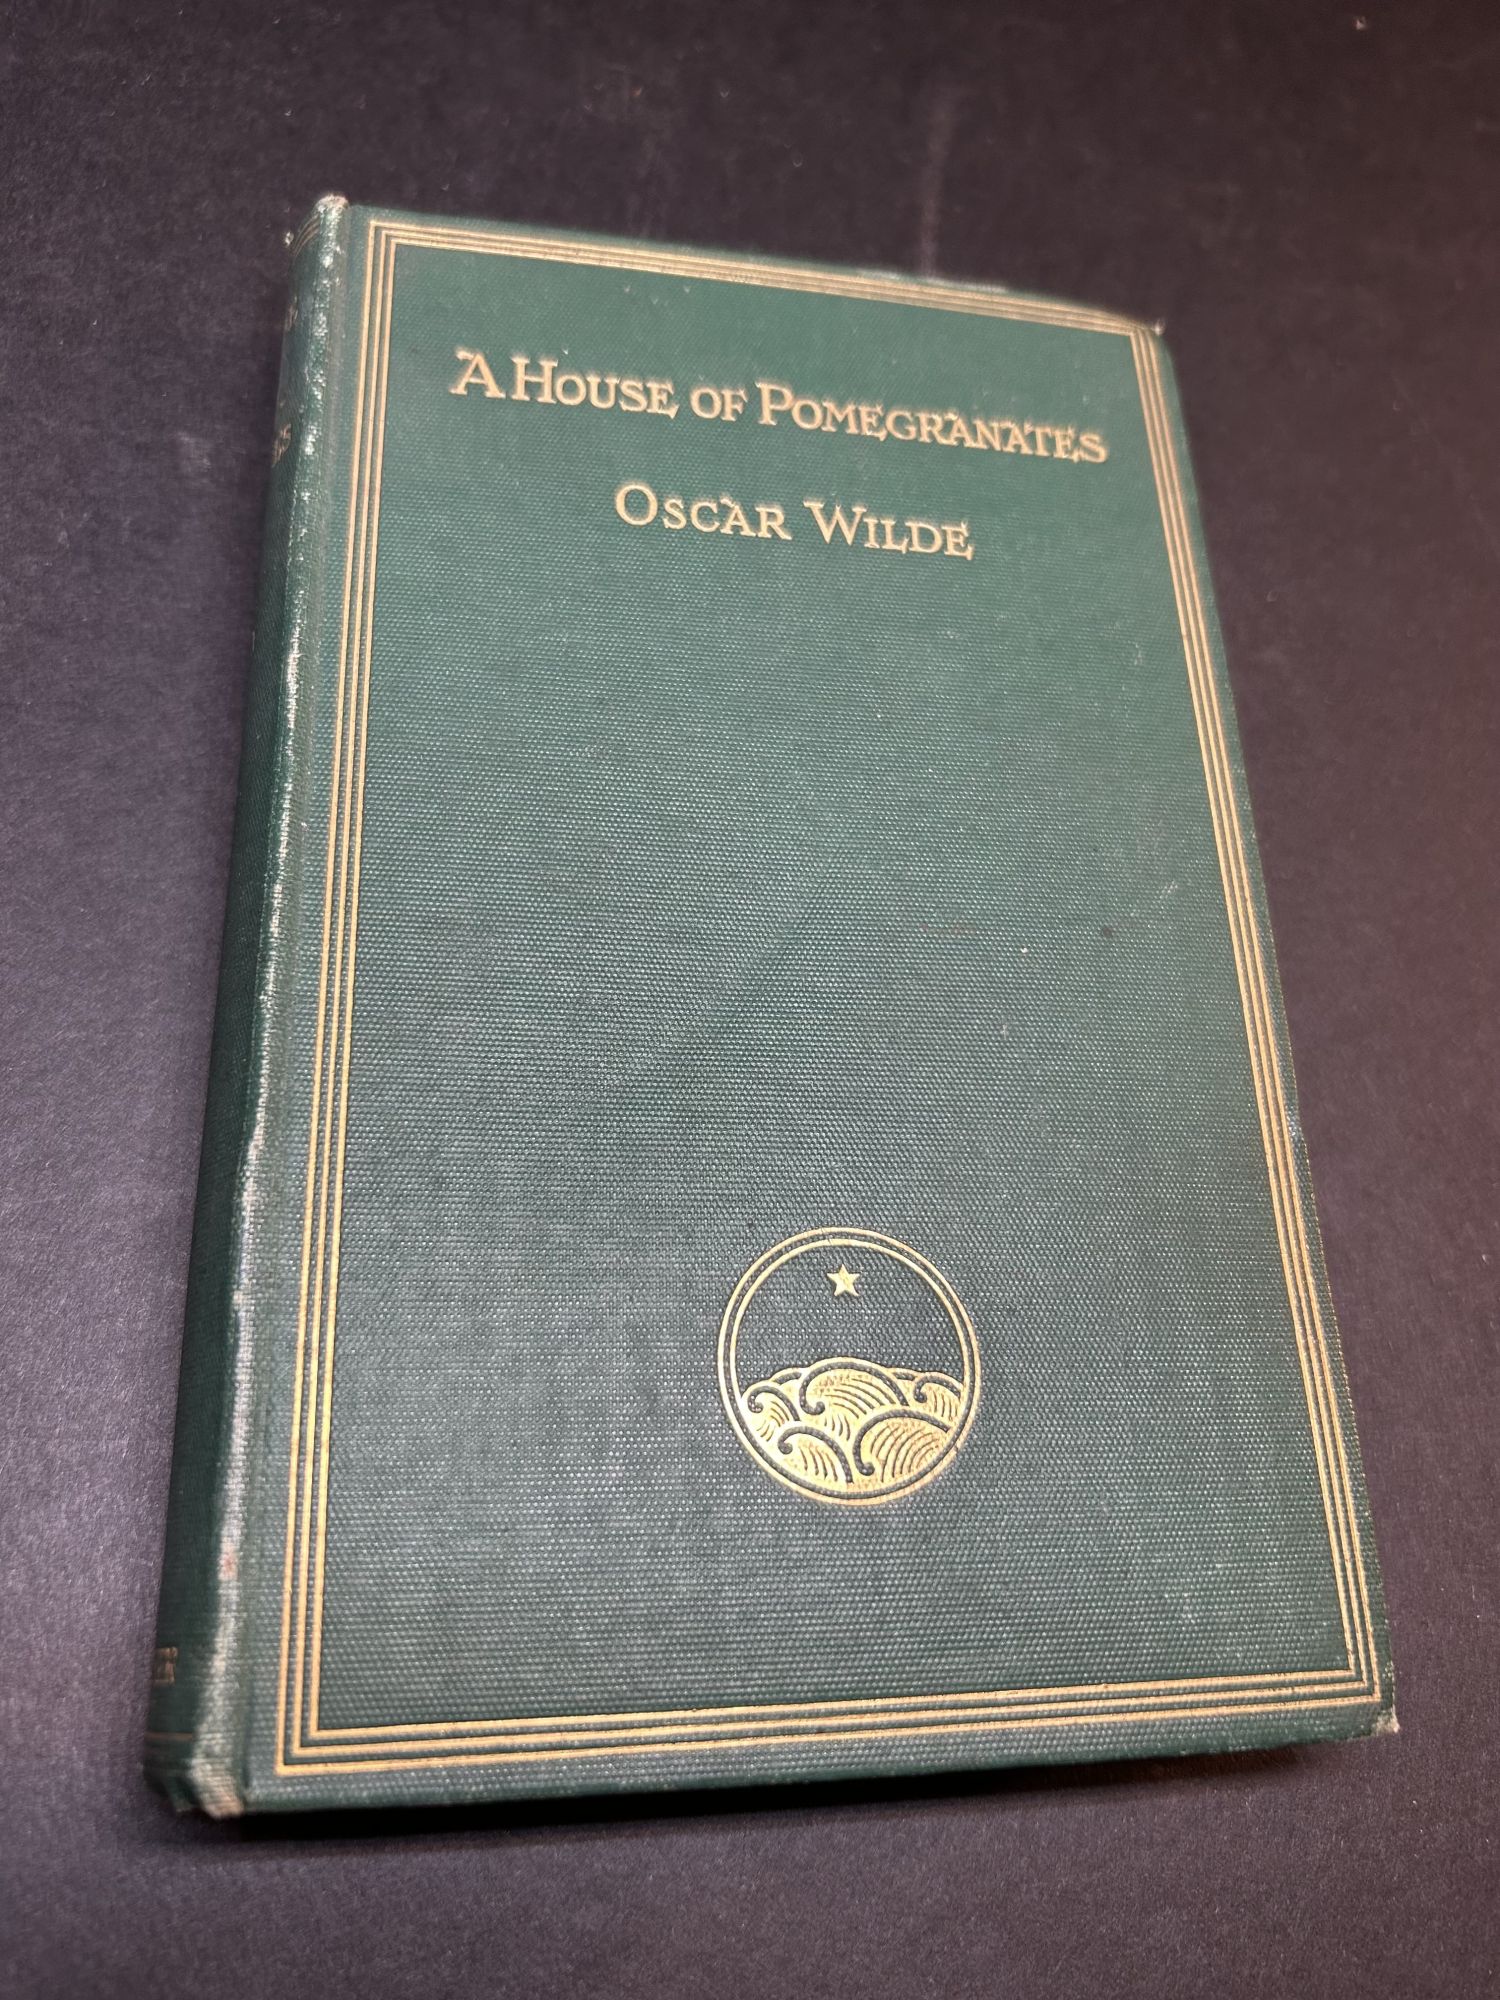 A HOUSE OF POMEGRANATES
OSCAR WILDE